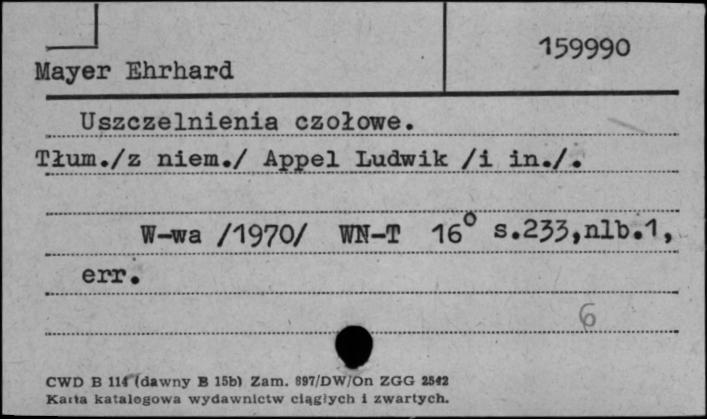 159990
Mayer Ehrhard
Uszczelnienia czołowe.
Tłum./z niem./ Appel Ludwik /i in./.
W-wa /1970/ WN-T 16° s.233,nlb.1,
err.
6
CWD B 114 (dawny B 15b) Zam. 897/DW/On ZGG 2542
Karta katalogowa wydawnictw ciągłych i zwartych.